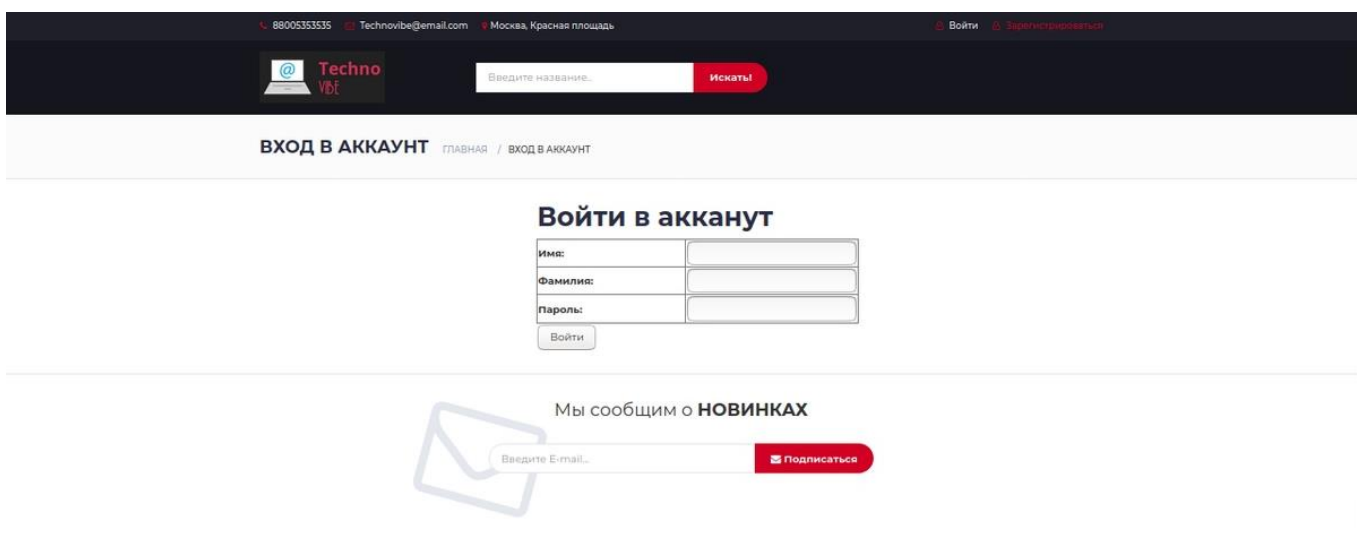 88005353535 Technovibe@email.com Москва, Красная площадь Войти Зарегистрироваться
@ Techno
VIBE
Введите название.. Искать!
ВХОД В АККАУНТ ГЛАВНАЯ / ВХОД В АККАУНТ
Войти в акканут
Имя:
Фамилия:
Пароль:
Войти
Мы сообщим о НОВИНКАХ
Введите E-mail... Подписаться